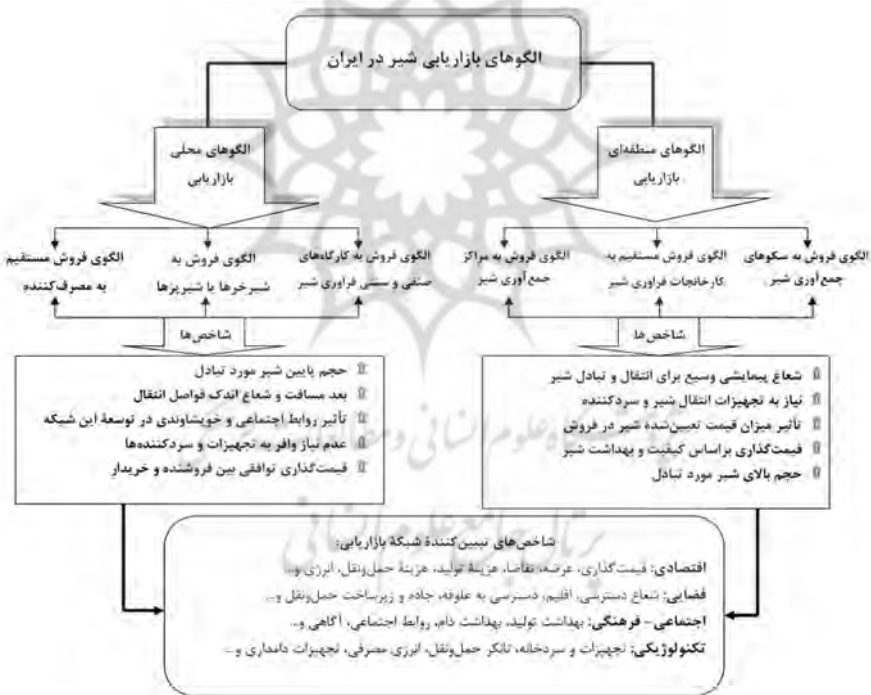 الگوهای بازاریابی شیر در ایران
الگوهای منطقه‌ای
بازاریابی
الگوهای محلی
بازاریابی
الگوی فروش به سکوهای
جمع‌آوری شیر
الگوی فروش مستقیم به
کارخانجات فراوری شیر
الگوی فروش به مراکز
جمع‌آوری شیر
الگوی فروش به کارگاه‌های
صنفی و سنتی فراوری شیر
الگوی فروش به
شیرخرها یا شیرپزها
الگوی فروش مستقیم
به مصرف‌کننده
شاخص‌ها
شعاع پیمایشی وسیع برای انتقال و تبادل شیر
نیاز به تجهیزات انتقال شیر و سردکننده
تأثیر میزان قیمت تعیین‌شده شیر در فروش
قیمت‌گذاری براساس کیفیت و بهداشت شیر
حجم بالای شیر مورد تبادل
شاخص‌ها
حجم پایین شیر مورد تبادل
بعد مسافت و شعاع اندک فواصل انتقال
تأثیر روابط اجتماعی و خویشاوندی در توسعهٔ این شبکه
عدم نیاز وافر به تجهیزات و سردکننده‌ها
قیمت‌گذاری توافقی بین فروشنده و خریدار
شاخص‌های تبیین‌کنندهٔ شبکهٔ بازاریابی:
اقتصادی: قیمت‌گذاری، عرضه، تقاضا، هزینهٔ تولید، هزینهٔ حمل‌ونقل، انرژی و...
فضایی: شعاع دسترسی، اقلیم، دسترسی به علوفه، جاده و زیرساخت حمل‌ونقل و...
اجتماعی - فرهنگی: بهداشت تولید، بهداشت دام، روابط اجتماعی، آگاهی و...
تکنولوژیکی: تجهیزات و سردخانه، تانکر حمل‌ونقل، انرژی مصرفی، تجهیزات دامداری و...
پرتال جامع علوم انسانی